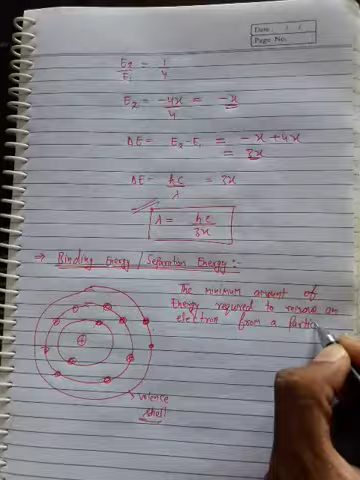 Date : / /
Page No.
E₂/E₁ = 1/4
E₂ = -4x/4 = -x
ΔE = E₂ - E₁ = -x + 4x
= 3x
ΔE = hc/λ = 3x
λ = hc/3x
⇒ Binding Energy / Separation Energy :-
The minimum amount of
Energy required to remove an
electron from a Partic
+
valence
shell